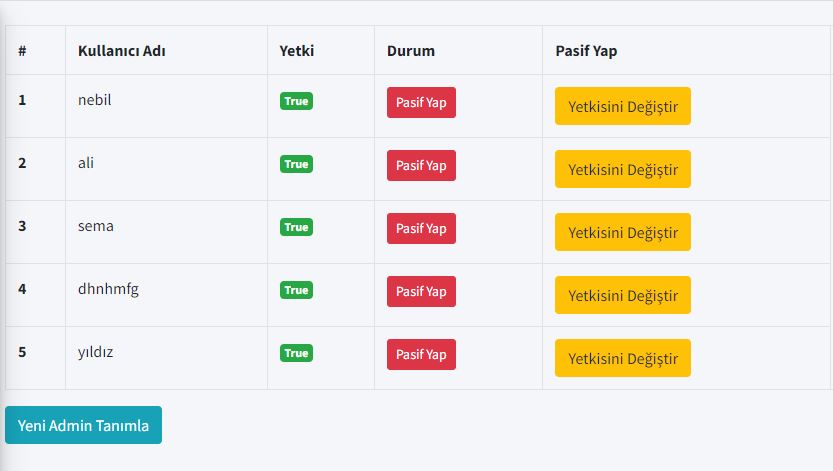 # Kullanıcı Adı Yetki Durum Pasif Yap
1 nebil True Pasif Yap Yetkisini Değiştir
2 ali True Pasif Yap Yetkisini Değiştir
3 sema True Pasif Yap Yetkisini Değiştir
4 dhnhmfg True Pasif Yap Yetkisini Değiştir
5 yıldız True Pasif Yap Yetkisini Değiştir
Yeni Admin Tanımla